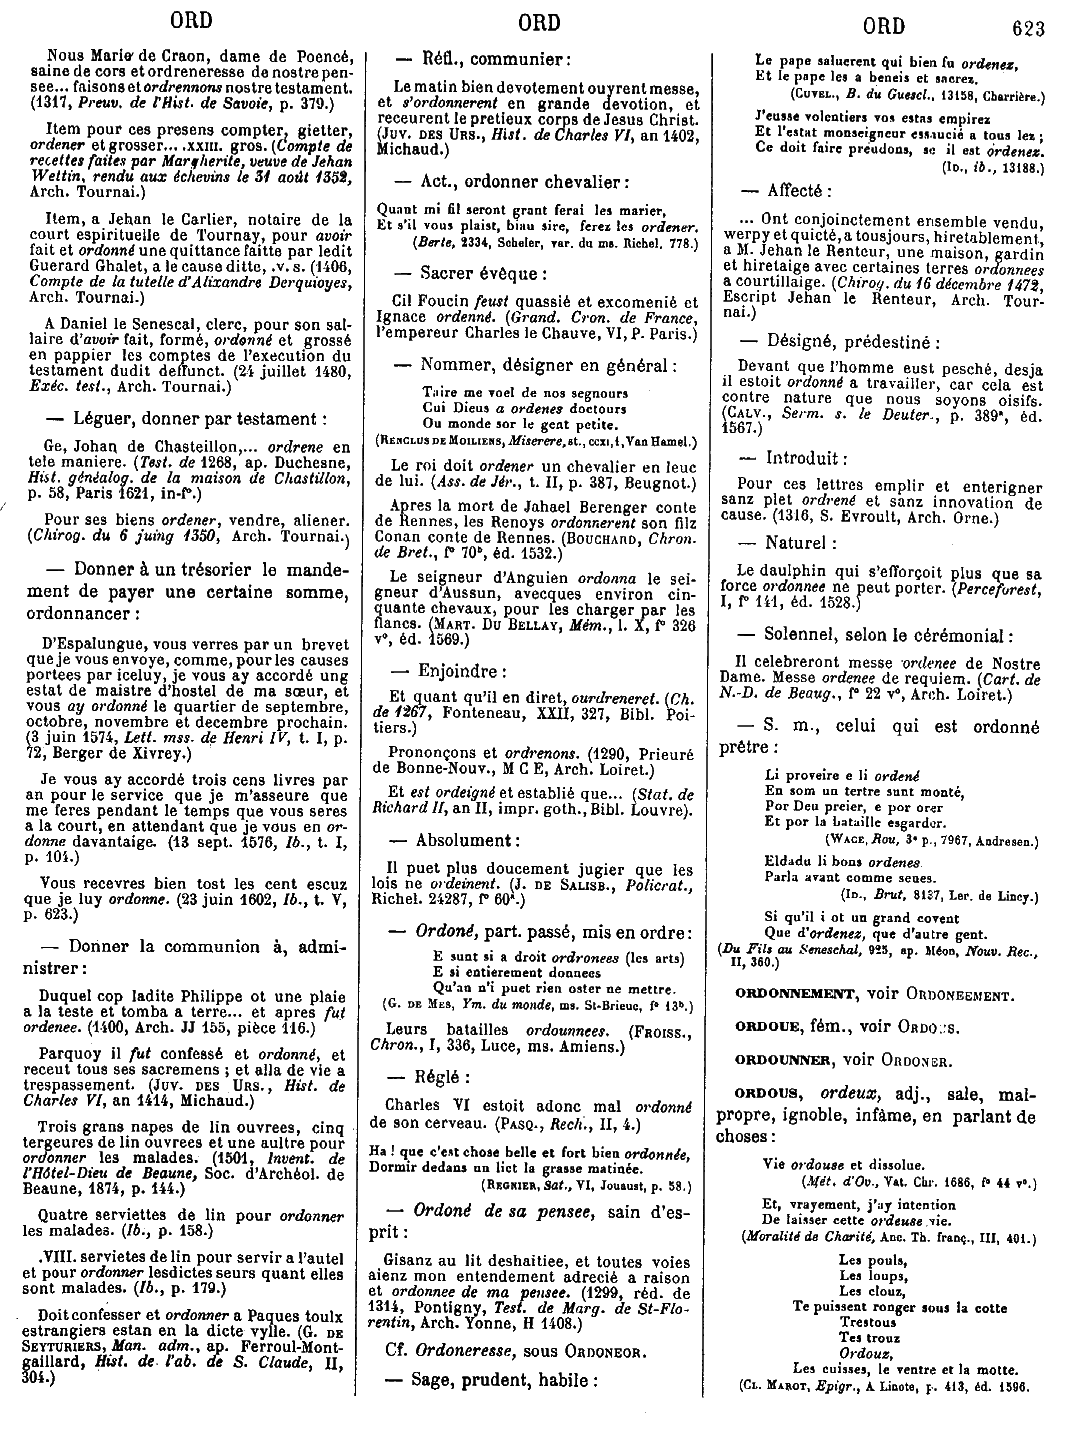 ORD
ORD
ORD
623
Nous Marie de Craon, dame de Poencé,
saine de cors et ordreneresse de nostre pen-
see... faisons et ordrennons nostre testament.
(1317, Preuv. de l'Hist. de Savoie, p. 379.)
Item pour ces presens compter, gietter,
ordener et grosser... .XXIII. gros. (Compte de
recettes faites par Margherite, veuve de Jehan
Wettin, rendu aux échevins le 31 août 1352,
Arch. Tournai.)
Item, a Jehan le Carlier, notaire de la
court espirituelle de Tournay, pour avoir
fait et ordonné une quittance faitte par ledit
Guerard Ghalet, a le cause ditte, .V. s. (1406,
Compte de la tutelle d'Alixandre Derquioyes,
Arch. Tournai.)
A Daniel le Senescal, clerc, pour son sal-
laire d'avoir fait, formé, ordonné et grossé
en pappier les comptes de l'execution du
testament dudit deffunct. (24 juillet 1480,
Exéc. test., Arch. Tournai.)
— Léguer, donner par testament :
Ge, Johan de Chasteillon,... ordrene en
tele maniere. (Test. de 1268, ap. Duchesne,
Hist. généalog. de la maison de Chastillon,
p. 58, Paris 1621, in-fº.)
Pour ses biens ordener, vendre, aliener.
(Chirog. du 6 juing 1350, Arch. Tournai.)
— Donner à un trésorier le mande-
ment de payer une certaine somme,
ordonnancer :
D'Espalungue, vous verres par un brevet
que je vous envoye, comme, pour les causes
portees par iceluy, je vous ay accordé ung
estat de maistre d'hostel de ma sœur, et
vous ay ordonné le quartier de septembre,
octobre, novembre et decembre prochain.
(3 juin 1574, Lett. mss. de Henri IV, t. I, p.
72, Berger de Xivrey.)
Je vous ay accordé trois cens livres par
an pour le service que je m'asseure que
me feres pendant le temps que vous seres
a la court, en attendant que je vous en or-
donne davantaige. (13 sept. 1576, Ib., t. I,
p. 104.)
Vous recevres bien tost les cent escuz
que je luy ordonne. (23 juin 1602, Ib., t. V,
p. 623.)
— Donner la communion à, admi-
nistrer :
Duquel cop ladite Philippe ot une plaie
a la teste et tomba a terre... et apres fut
ordenee. (1400, Arch. JJ 155, pièce 116.)
Parquoy il fut confessé et ordonné, et
receut tous ses sacremens ; et alla de vie a
trespassement. (JUV. DES URS., Hist. de
Charles VI, an 1414, Michaud.)
Trois grans napes de lin ouvrees, cinq
tergeures de lin ouvrees et une aultre pour
ordonner les malades. (1501, Invent. de
l'Hôtel-Dieu de Beaune, Soc. d'Archéol. de
Beaune, 1874, p. 144.)
Quatre serviettes de lin pour ordonner
les malades. (Ib., p. 158.)
.VIII. servietes de lin pour servir a l'autel
et pour ordonner lesdictes seurs quant elles
sont malades. (Ib., p. 179.)
Doit confesser et ordonner a Paques toulx
estrangiers estan en la dicte vylle. (G. DE
SEYTURIERS, Man. adm., ap. Ferroul-Mont-
gaillard, Hist. de l'ab. de S. Claude, II,
304.)
— Réfl., communier :
Le matin bien devotement ouyrent messe,
et s'ordonnerent en grande devotion, et
receurent le pretieux corps de Jesus Christ.
(JUV. DES URS., Hist. de Charles VI, an 1402,
Michaud.)
— Act., ordonner chevalier :
Quant mi fil seront grant ferai les marier,
Et s'il vous plaist, biau sire, ferez les ordener.
(Berte, 2334, Scheler, var. du ms. Richel. 778.)
— Sacrer évêque :
Cil Foucin feust quassié et excomenié et
Ignace ordenné. (Grand. Cron. de France,
l'empereur Charles le Chauve, VI, P. Paris.)
— Nommer, désigner en général :
Taire me voel de nos segnours
Cui Dieus a ordenes doctours
Ou monde sor le gent petite.
(RENCLUS DE MOILIENS, Miserere, st., CCXI, 1, Van Hamel.)
Le roi doit ordener un chevalier en leuc
de lui. (Ass. de Jér., t. II, p. 387, Beugnot.)
Apres la mort de Jahael Berenger conte
de Rennes, les Renoys ordonnerent son filz
Conan conte de Rennes. (BOUCHARD, Chron.
de Bret., fº 70ᵇ, éd. 1532.)
Le seigneur d'Anguien ordonna le sei-
gneur d'Aussun, avecques environ cin-
quante chevaux, pour les charger par les
flancs. (MART. DU BELLAY, Mém., l. X, fº 326
vº, éd. 1569.)
— Enjoindre :
Et quant qu'il en diret, ourdreneret. (Ch.
de 1267, Fonteneau, XXII, 327, Bibl. Poi-
tiers.)
Prononçons et ordrenons. (1290, Prieuré
de Bonne-Nouv., M C E, Arch. Loiret.)
Et est ordeigné et establié que... (Stat. de
Richard II, an II, impr. goth., Bibl. Louvre).
— Absolument :
Il puet plus doucement jugier que les
lois ne ordeinent. (J. DE SALISB., Policrat.,
Richel. 24287, fº 60ᵃ.)
— Ordoné, part. passé, mis en ordre :
E sunt si a droit ordronees (les arts)
E si entierement donnees
Qu'an n'i puet rien oster ne mettre.
(G. DE MES, Ym. du monde, ms. St-Brieuc, fº 13ᵇ.)
Leurs batailles ordounnees. (FROISS.,
Chron., I, 336, Luce, ms. Amiens.)
— Réglé :
Charles VI estoit adonc mal ordonné
de son cerveau. (PASQ., Rech., II, 4.)
Ha ! que c'est chose belle et fort bien ordonnée,
Dormir dedans un lict la grasse matinée.
(REGNIER, Sat., VI, Jouaust, p. 58.)
— Ordoné de sa pensee, sain d'es-
prit :
Gisanz au lit deshaitiee, et toutes voies
aienz mon entendement adrecié a raison
et ordonnee de ma pensee. (1299, réd. de
1314, Pontigny, Test. de Marg. de St-Flo-
rentin, Arch. Yonne, H 1408.)
Cf. Ordoneresse, sous ORDONEOR.
— Sage, prudent, habile :
Le pape saluerent qui bien fu ordenez,
Et le pape les a beneis et sacrez.
(CUVEL., B. du Guescl., 13158, Charrière.)
J'eusse volentiers vos estas empirez
Et l'estat monseigneur essaucié a tous lez ;
Ce doit faire preudons, se il est ordenez.
(ID., ib., 13188.)
— Affecté :
... Ont conjoinctement ensemble vendu,
werpy et quicté, a tousjours, hiretablement,
a M. Jehan le Renteur, une maison, gardin
et hiretaige avec certaines terres ordonnees
a courtillaige. (Chirog. du 16 décembre 1472,
Escript Jehan le Renteur, Arch. Tour-
nai.)
— Désigné, prédestiné :
Devant que l'homme eust pesché, desja
il estoit ordonné a travailler, car cela est
contre nature que nous soyons oisifs.
(CALV., Serm. s. le Deuter., p. 389ᵃ, éd.
1567.)
— Introduit :
Pour ces lettres emplir et enterigner
sanz plet ordrené et sanz innovation de
cause. (1316, S. Evroult, Arch. Orne.)
— Naturel :
Le daulphin qui s'efforçoit plus que sa
force ordonnee ne peut porter. (Perceforest,
I, fº 141, éd. 1528.)
— Solennel, selon le cérémonial :
Il celebreront messe ordenee de Nostre
Dame. Messe ordenee de requiem. (Cart. de
N.-D. de Beaug., fº 22 vº, Arch. Loiret.)
— S. m., celui qui est ordonné
prêtre :
Li proveire e li ordené
En som un tertre sunt monté,
Por Deu preier, e por orer
Et por la bataille esgarder.
(WACE, Rou, 3ᵉ p., 7967, Andresen.)
Eldadu li bons ordenes
Parla avant comme senes.
(ID., Brut, 8137, Ler. de Lincy.)
Si qu'il i ot un grand covent
Que d'ordenez, que d'autre gent.
(Du Fils au Seneschal, 925, ap. Méon, Nouv. Rec.,
II, 360.)
ORDONNEMENT, voir ORDONEEMENT.
ORDOUE, fém., voir
ORDOUNNER, voir ORDONER.
ORDOUS, ordeux, adj., sale, mal-
propre, ignoble, infâme, en parlant de
choses :
Vie ordouse et dissolue.
(Mét. d'Ov., Vat. Chr. 1686, fº 44 vº.)
Et, vrayement, j'ay intention
De laisser cette ordeuse vie.
(Moralité de Charité, Anc. Th. franç., III, 401.)
Les pouls,
Les loups,
Les clouz,
Te puissent ronger sous la cotte
Trestous
Tes trouz
Ordouz,
Les cuisses, le ventre et la motte.
(CL. MAROT, Epigr., A Linote, p. 413, éd. 1596.